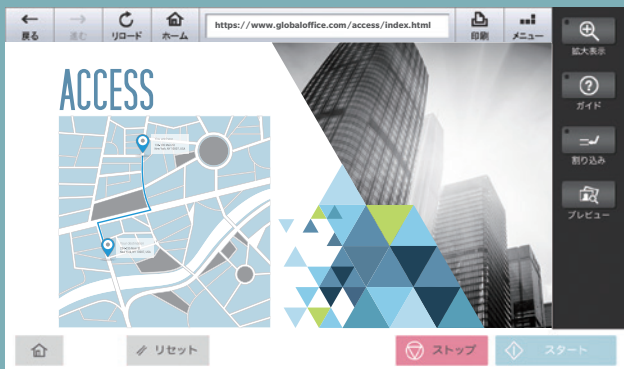 戻る
進む
リロード
ホーム
https://www.globaloffice.com/access/index.html
印刷
メニュー
拡大表示
ガイド
割り込み
プレビュー
ACCESS
リセット
ストップ
スタート